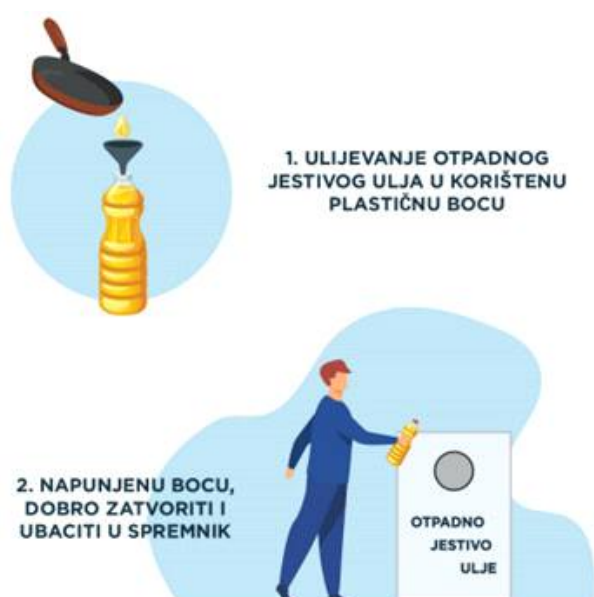 1. ULIJEVANJE OTPADNOG
JESTIVOG ULJA U KORIŠTENU
PLASTIČNU BOCU
2. NAPUNJENU BOCU,
DOBRO ZATVORITI I
UBACITI U SPREMNIK
OTPADNO
JESTIVO
ULJE